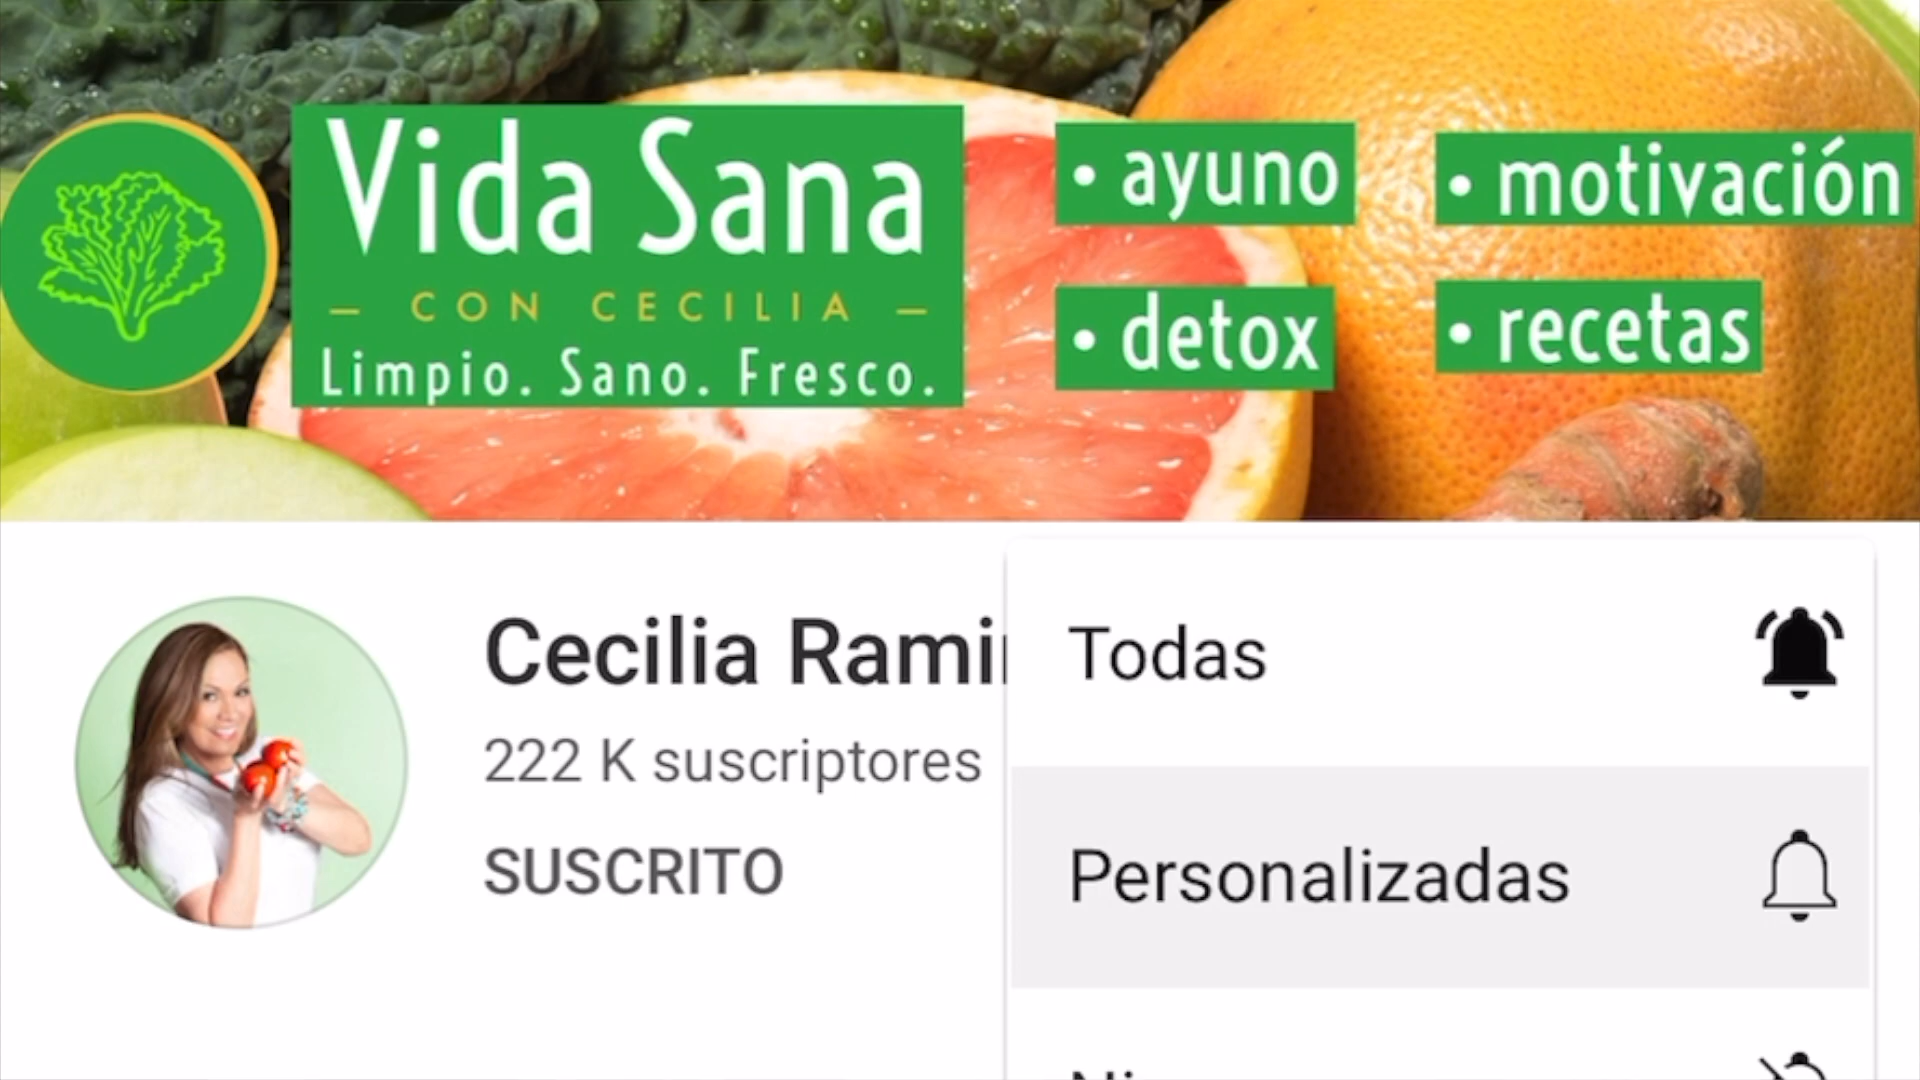 Vida Sana
– CON CECILIA –
Limpio. Sano. Fresco.
• ayuno
• detox
• motivación
• recetas
Cecilia Rami
222 K suscriptores
SUSCRITO
Todas
Personalizadas